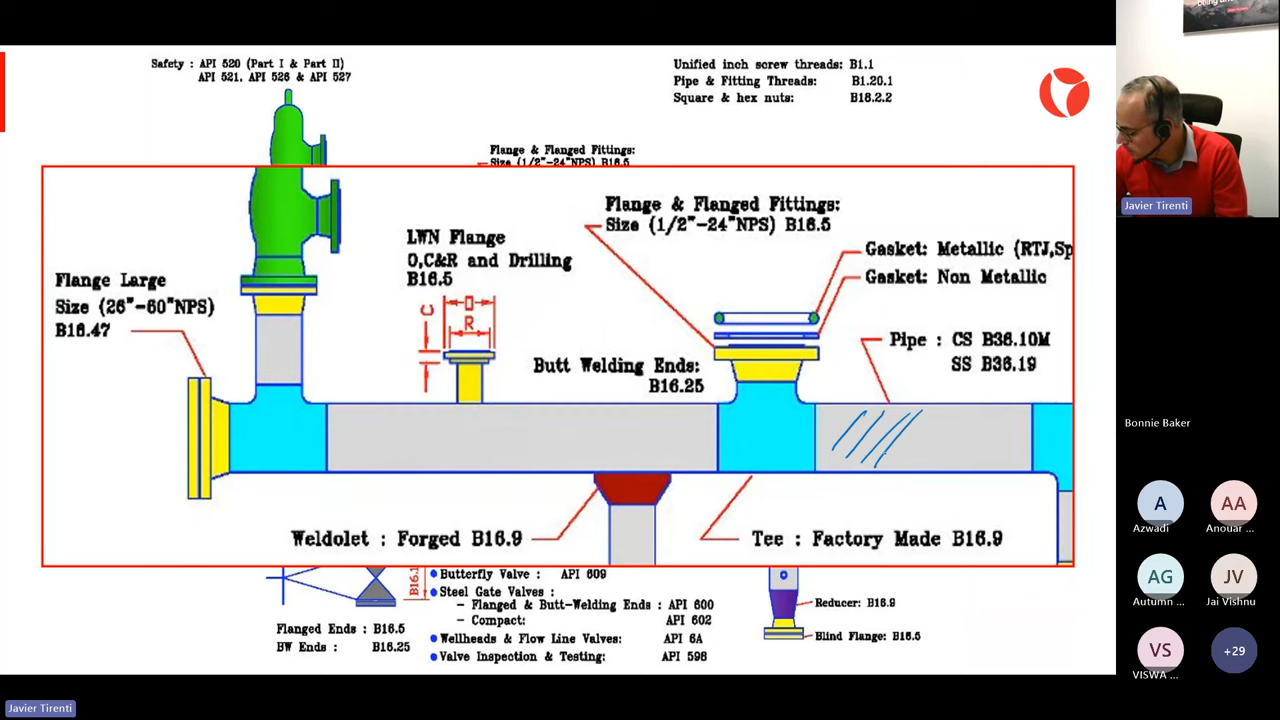 Safety : API 520 (Part I & Part II)
API 521, API 526 & API 527
Unified inch screw threads: B1.1
Pipe & Fitting Threads: B1.20.1
Square & hex nuts: B18.2.2
Flange & Flanged Fittings:
Size (1/2"-24"NPS) B16.5
Flange & Flanged Fittings:
Size (1/2"-24"NPS) B16.5
LWN Flange
O,C&R and Drilling
B16.5
Gasket: Metallic (RTJ,Sp
Gasket: Non Metallic
Flange Large
Size (26"-60"NPS)
B16.47
O
C
R
Pipe : CS B36.10M
SS B36.19
Butt Welding Ends:
B16.25
Weldolet : Forged B16.9
Tee : Factory Made B16.9
Butterfly Valve : API 609
B16.1
Steel Gate Valves :
- Flanged & Butt-Welding Ends : API 600
- Compact: API 602
Reducer: B16.9
Flanged Ends : B16.5
BW Ends : B16.25
Wellheads & Flow Line Valves: API 6A
Blind Flange: B16.5
Valve Inspection & Testing: API 598
Javier Tirenti
Bonnie Baker
A
AA
Azwadi
Anouar ...
AG
JV
Autumn ...
Jai Vishnu
VS
+29
VISWA ...
Javier Tirenti